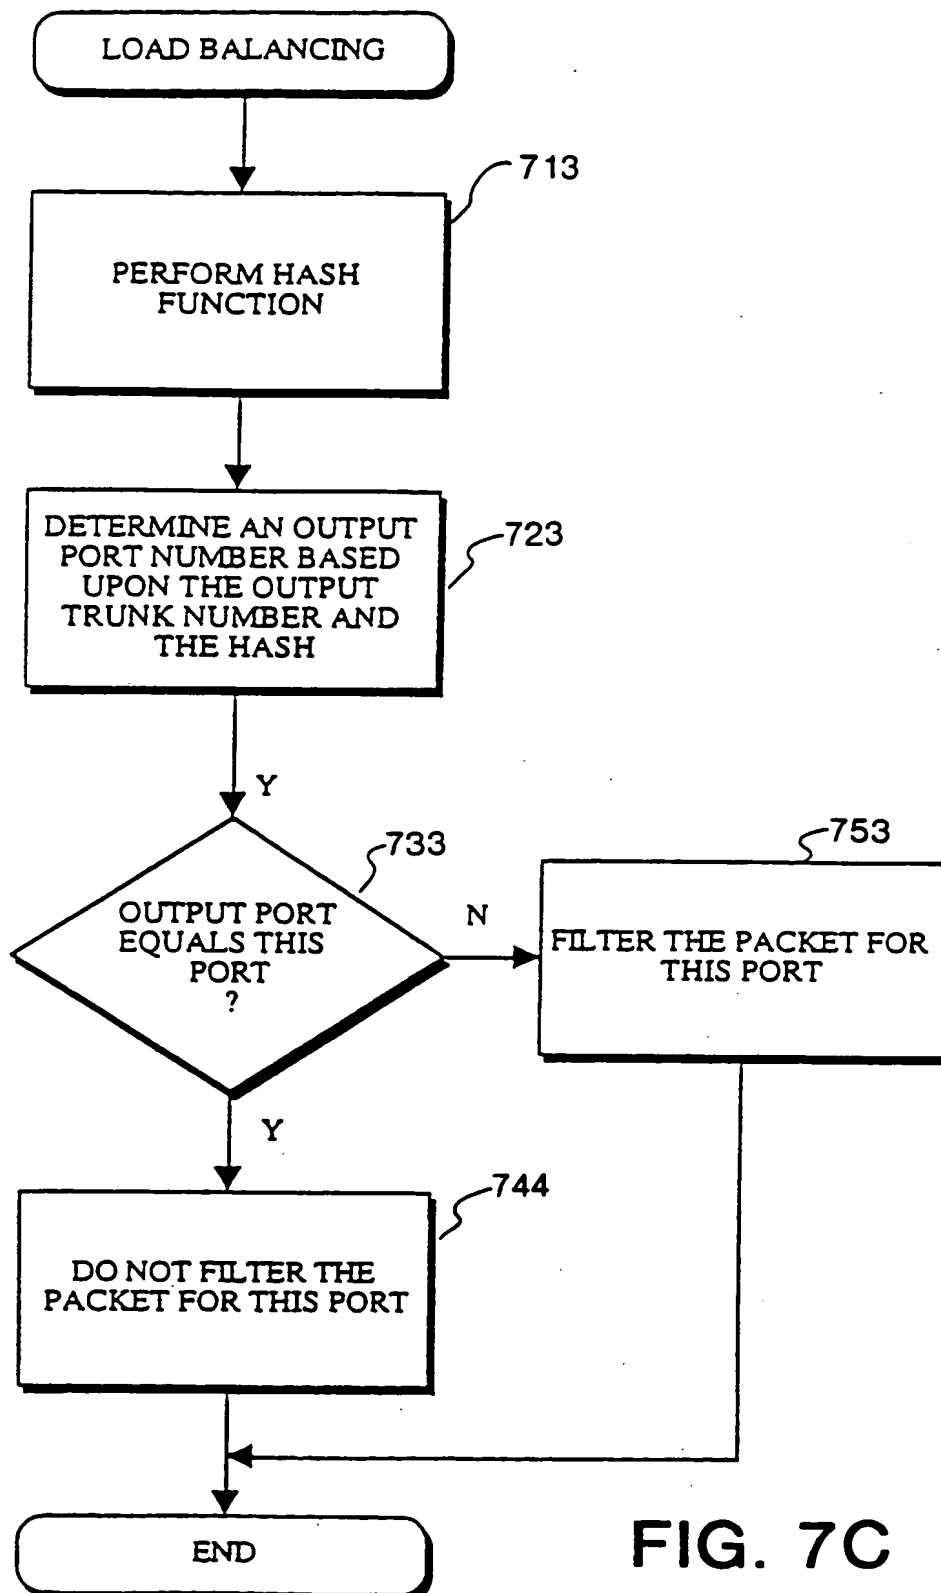 LOAD BALANCING
713
PERFORM HASH
FUNCTION
DETERMINE AN OUTPUT
PORT NUMBER BASED
UPON THE OUTPUT
TRUNK NUMBER AND
THE HASH
723
Y
733
OUTPUT PORT
EQUALS THIS
PORT
?
N
753
FILTER THE PACKET FOR
THIS PORT
Y
744
DO NOT FILTER THE
PACKET FOR THIS PORT
END
FIG. 7C